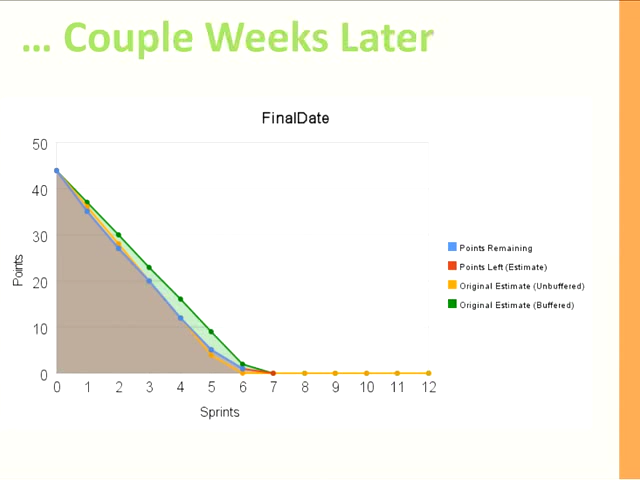 ... Couple Weeks Later
FinalDate
50
40
30
20
10
0
Points
0 1 2 3 4 5 6 7 8 9 10 11 12
Sprints
Points Remaining
Points Left (Estimate)
Original Estimate (Unbuffered)
Original Estimate (Buffered)